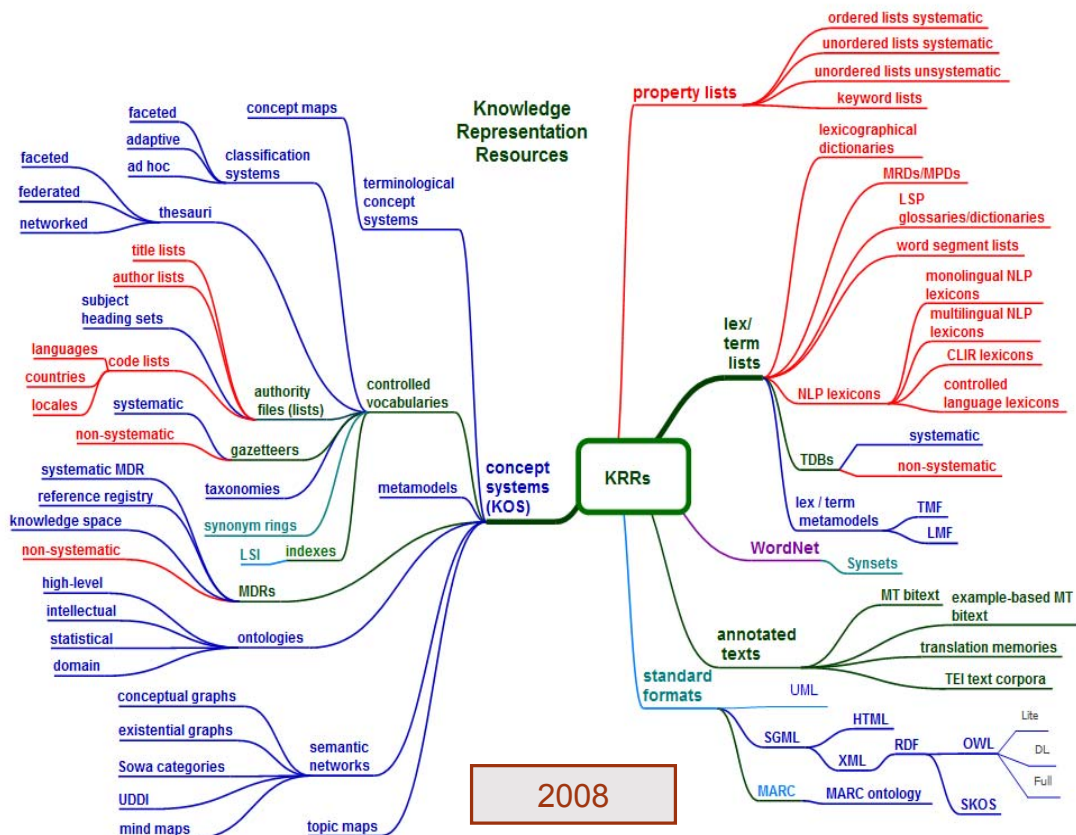 Knowledge
Representation
Resources
KRRs
property lists
ordered lists systematic
unordered lists systematic
unordered lists unsystematic
keyword lists
lex/
term
lists
lexicographical
dictionaries
MRDs/MPDs
LSP
glossaries/dictionaries
word segment lists
NLP lexicons
monolingual NLP
lexicons
multilingual NLP
lexicons
CLIR lexicons
controlled
language lexicons
TDBs
systematic
non-systematic
lex / term
metamodels
TMF
LMF
WordNet
Synsets
annotated
texts
MT bitext
example-based MT
bitext
translation memories
TEI text corpora
standard
formats
UML
SGML
HTML
XML
RDF
OWL
Lite
DL
Full
SKOS
MARC
MARC ontology
concept
systems
(KOS)
terminological
concept
systems
concept maps
controlled
vocabularies
classification
systems
faceted
adaptive
ad hoc
thesauri
faceted
federated
networked
authority
files (lists)
title lists
author lists
subject
heading sets
code lists
languages
countries
locales
gazetteers
systematic
non-systematic
taxonomies
synonym rings
indexes
LSI
metamodels
MDRs
systematic MDR
reference registry
knowledge space
non-systematic
ontologies
high-level
intellectual
statistical
domain
semantic
networks
conceptual graphs
existential graphs
Sowa categories
UDDI
mind maps
topic maps
2008